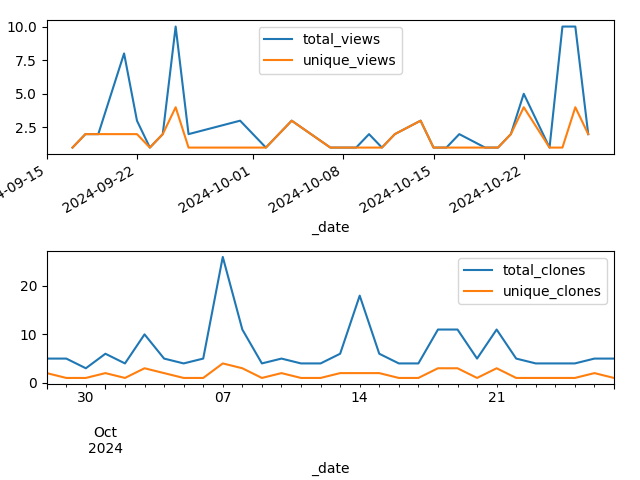 10.0
7.5
5.0
2.5
total_views
unique_views
4-09-15
2024-09-22
2024-10-01
2024-10-08
2024-10-15
2024-10-22
_date
20
10
0
total_clones
unique_clones
30
07
14
21
Oct
2024
_date